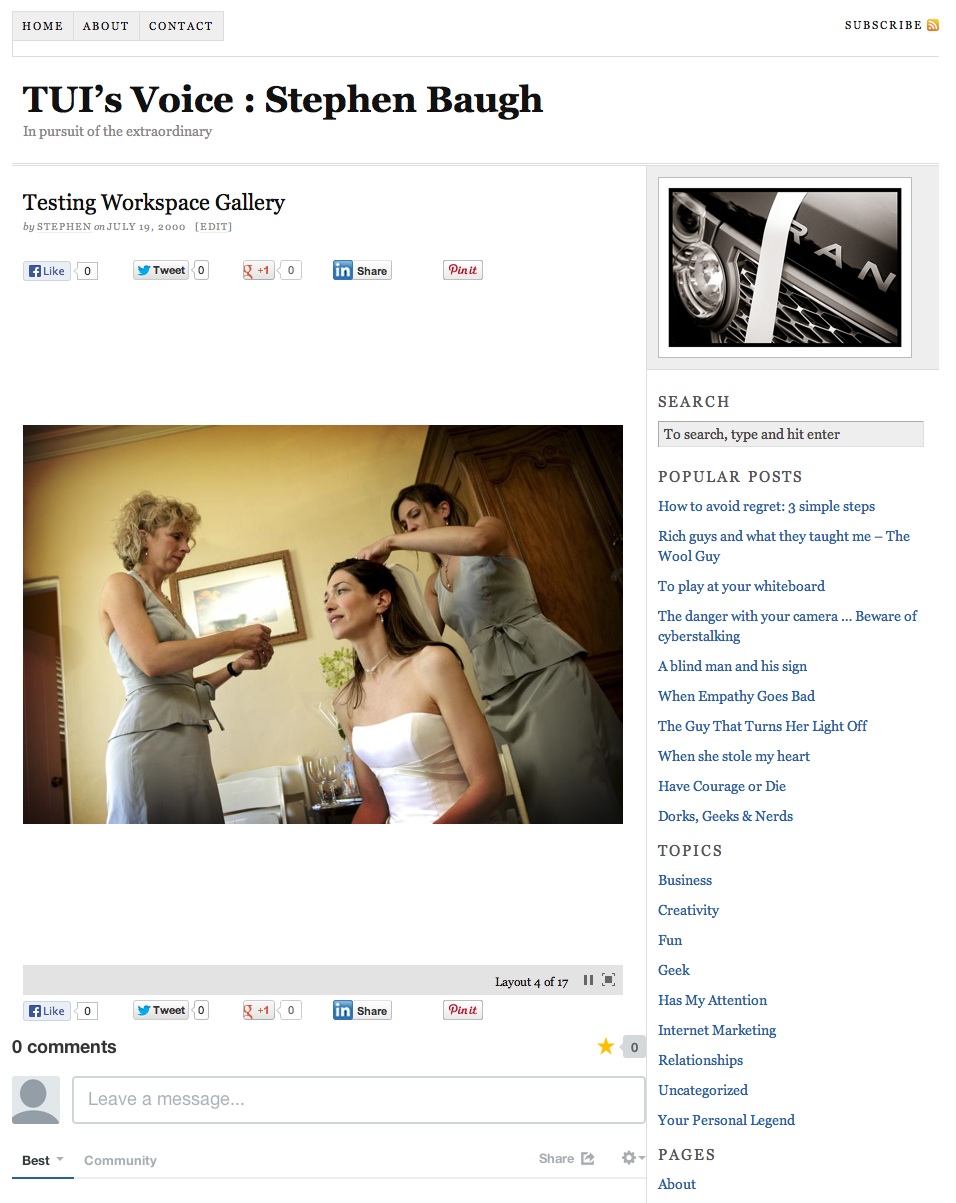 HOME ABOUT CONTACT
SUBSCRIBE
TUI’s Voice : Stephen Baugh
In pursuit of the extraordinary
Testing Workspace Gallery
by STEPHEN on JULY 19, 2000 [EDIT]
Like 0 Tweet 0 +1 0 in Share Pinit
RAN
SEARCH
To search, type and hit enter
POPULAR POSTS
How to avoid regret: 3 simple steps
Rich guys and what they taught me – The
Wool Guy
To play at your whiteboard
The danger with your camera ... Beware of
cyberstalking
A blind man and his sign
When Empathy Goes Bad
The Guy That Turns Her Light Off
When she stole my heart
Have Courage or Die
Dorks, Geeks & Nerds
TOPICS
Business
Creativity
Fun
Geek
Has My Attention
Internet Marketing
Relationships
Uncategorized
Your Personal Legend
PAGES
About
Layout 4 of 17
Like 0 Tweet 0 +1 0 in Share Pinit
0 comments
0
Leave a message...
Best Community Share